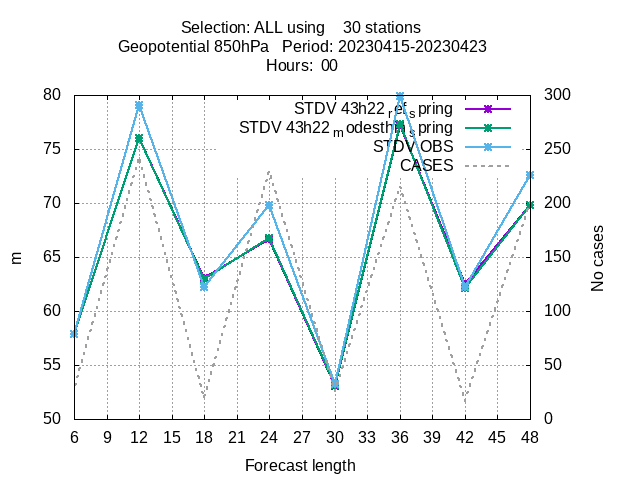 Selection: ALL using 30 stations
Geopotential 850hPa Period: 20230415-20230423
Hours: 00
STDV 43h22_ref_spring
STDV 43h22_modesthm_spring
STDV OBS
CASES
80
75
70
65
60
55
50
m
300
250
200
150
100
50
0
No cases
6 9 12 15 18 21 24 27 30 33 36 39 42 45 48
Forecast length